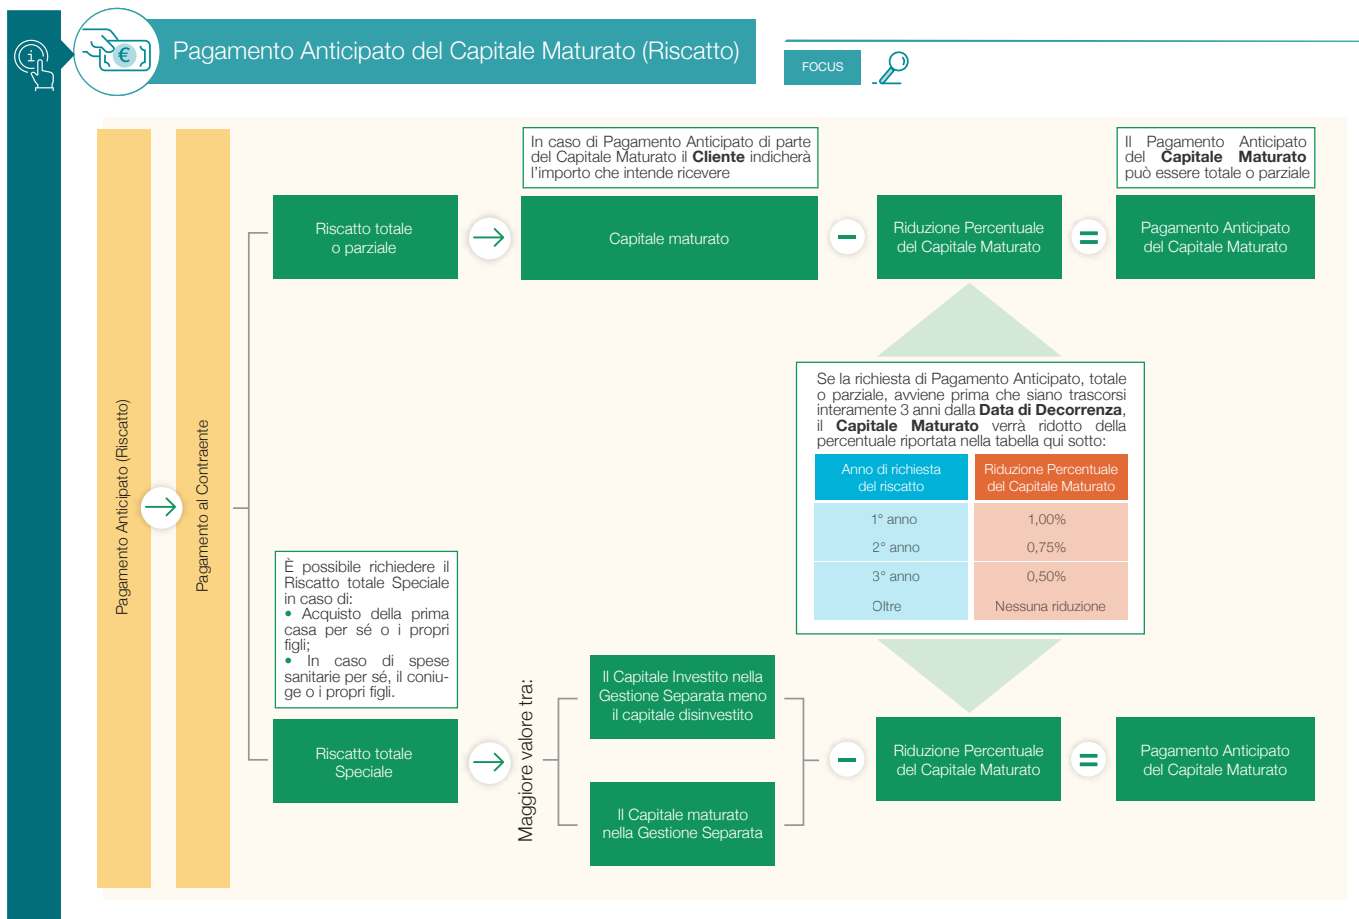 Pagamento Anticipato del Capitale Maturato (Riscatto)
FOCUS
Pagamento Anticipato (Riscatto)
Pagamento al Contraente
In caso di Pagamento Anticipato di parte
del Capitale Maturato il Cliente indicherà
l'importo che intende ricevere
Il Pagamento Anticipato
del Capitale Maturato
può essere totale o parziale
Riscatto totale
o parziale
Capitale maturato
Riduzione Percentuale
del Capitale Maturato
Pagamento Anticipato
del Capitale Maturato
Se la richiesta di Pagamento Anticipato, totale
o parziale, avviene prima che siano trascorsi
interamente 3 anni dalla Data di Decorrenza,
il Capitale Maturato verrà ridotto della
percentuale riportata nella tabella qui sotto:
Anno di richiesta
del riscatto
Riduzione Percentuale
del Capitale Maturato
1° anno 1,00%
2° anno 0,75%
3° anno 0,50%
Oltre Nessuna riduzione
È possibile richiedere il
Riscatto totale Speciale
in caso di:
• Acquisto della prima
casa per sé o i propri
figli;
• In caso di spese
sanitarie per sé, il coniu-
ge o i propri figli.
Riscatto totale
Speciale
Maggiore valore tra:
Il Capitale Investito nella
Gestione Separata meno
il capitale disinvestito
Il Capitale maturato
nella Gestione Separata
Riduzione Percentuale
del Capitale Maturato
Pagamento Anticipato
del Capitale Maturato